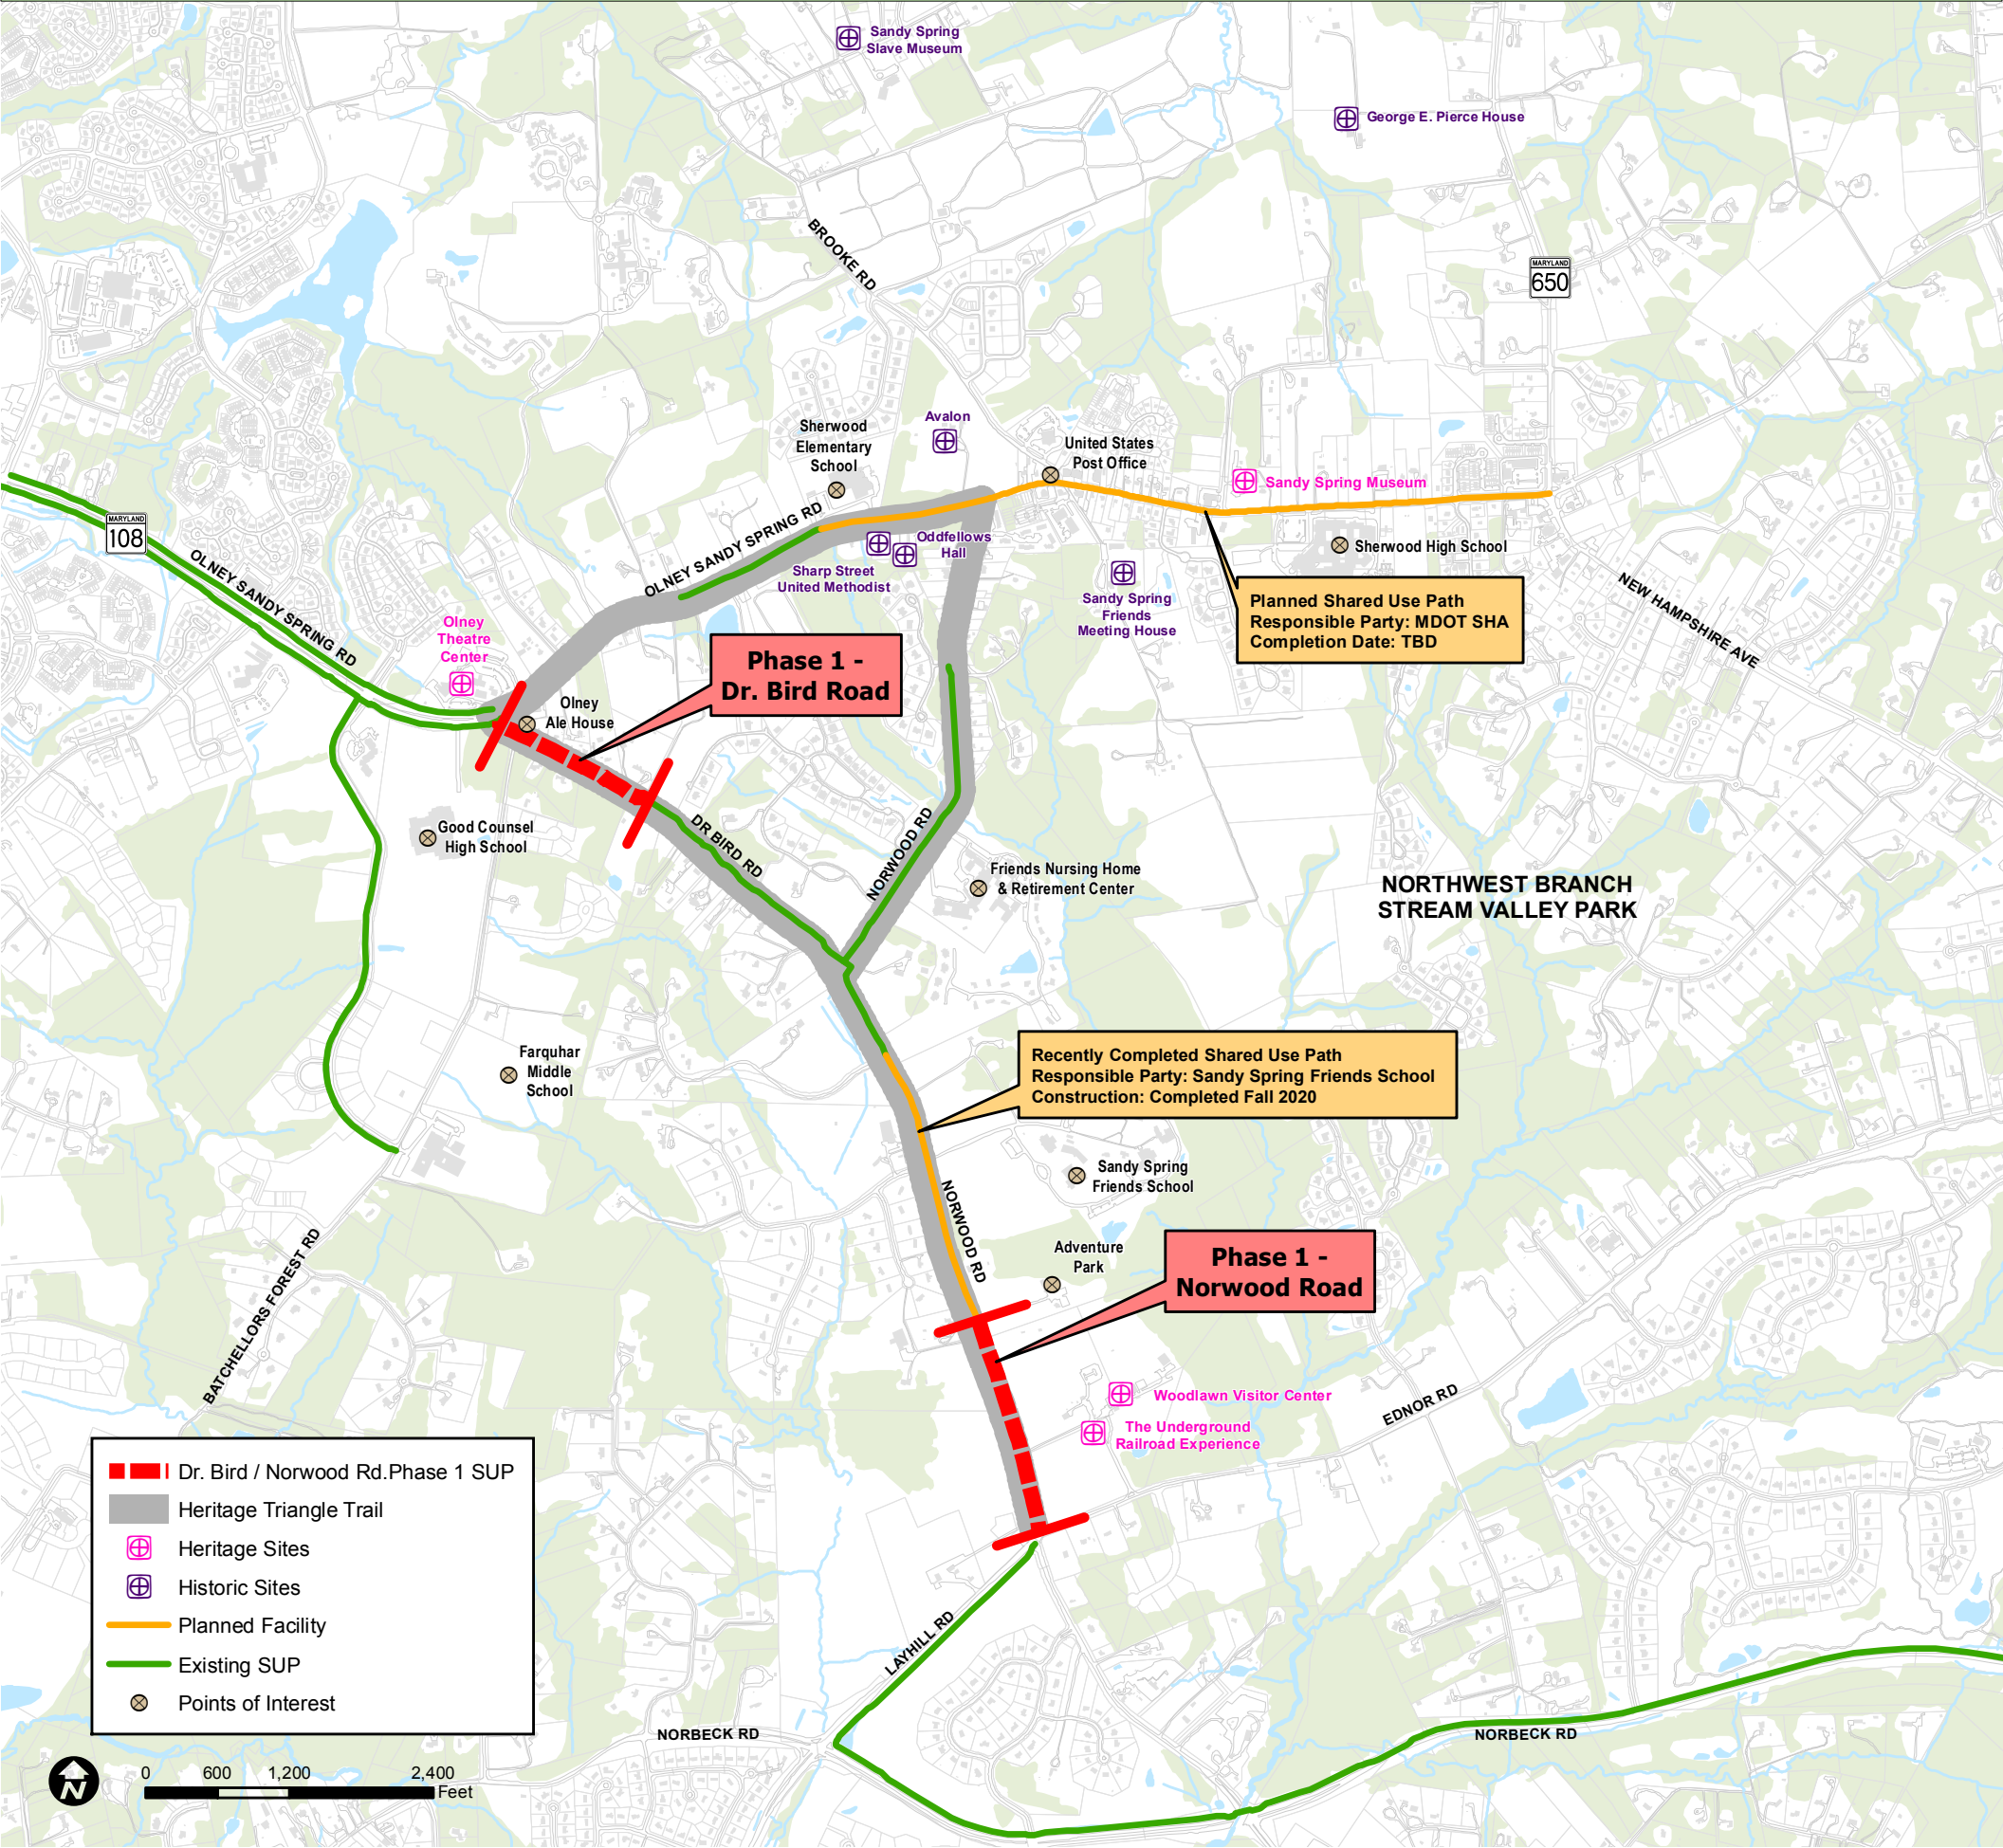 Sandy Spring
Slave Museum
George E. Pierce House
BROOKE RD
MARYLAND
650
Avalon
Sherwood
Elementary
School
United States
Post Office
Sandy Spring Museum
MARYLAND
108
OLNEY SANDY SPRING RD
OLNEY SANDY SPRING RD
Oddfellows
Hall
Sharp Street
United Methodist
Sherwood High School
Sandy Spring
Friends
Meeting House
Planned Shared Use Path
Responsible Party: MDOT SHA
Completion Date: TBD
NEW HAMPSHIRE AVE
Olney
Theatre
Center
Phase 1 -
Dr. Bird Road
Olney
Ale House
Good Counsel
High School
DR BIRD RD
NORWOOD RD
Friends Nursing Home
& Retirement Center
NORTHWEST BRANCH
STREAM VALLEY PARK
Farquhar
Middle
School
Recently Completed Shared Use Path
Responsible Party: Sandy Spring Friends School
Construction: Completed Fall 2020
Sandy Spring
Friends School
NORWOOD RD
Adventure
Park
Phase 1 -
Norwood Road
BATCHELLORS FOREST RD
Woodlawn Visitor Center
The Underground
Railroad Experience
EDNOR RD
Dr. Bird / Norwood Rd.Phase 1 SUP
Heritage Triangle Trail
Heritage Sites
Historic Sites
Planned Facility
Existing SUP
Points of Interest
LAYHILL RD
NORBECK RD
NORBECK RD
N
0 600 1,200 2,400
Feet